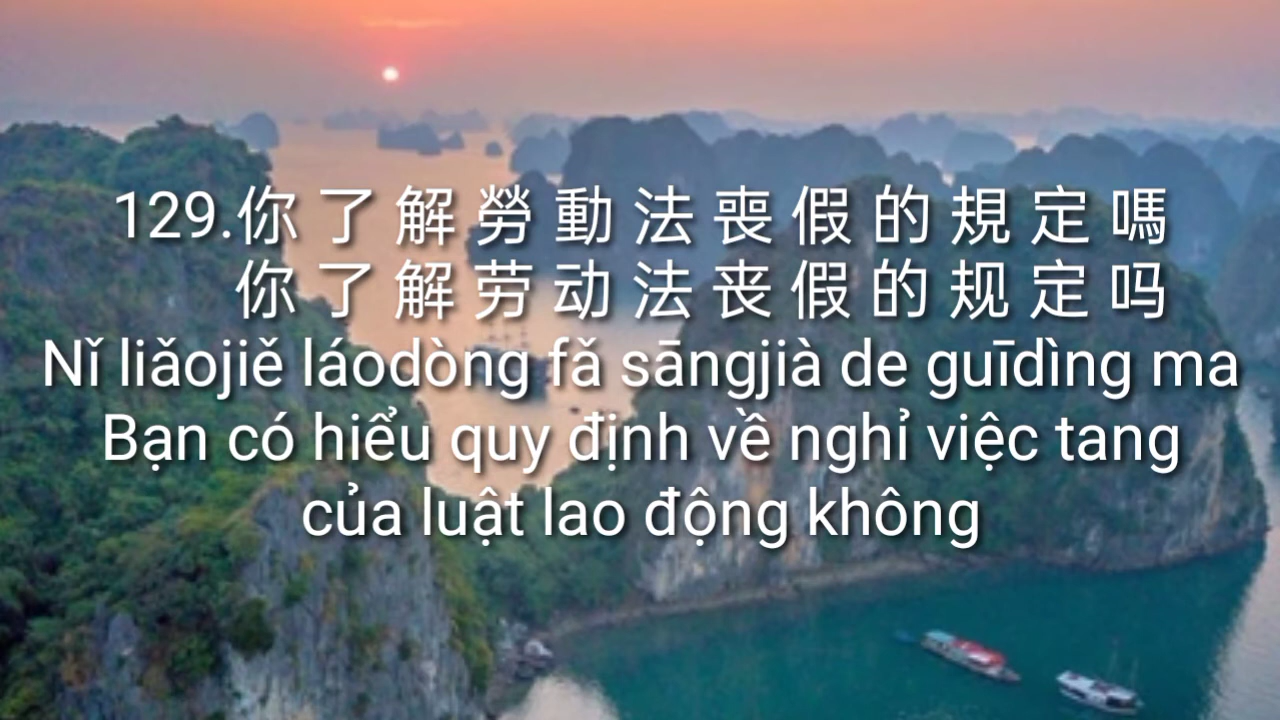 129.你了解勞動法喪假的規定嗎
你了解劳动法丧假的规定吗
Nǐ liǎojiě láodòng fǎ sāngjià de guīdìng ma
Bạn có hiểu quy định về nghỉ việc tang
của luật lao động không